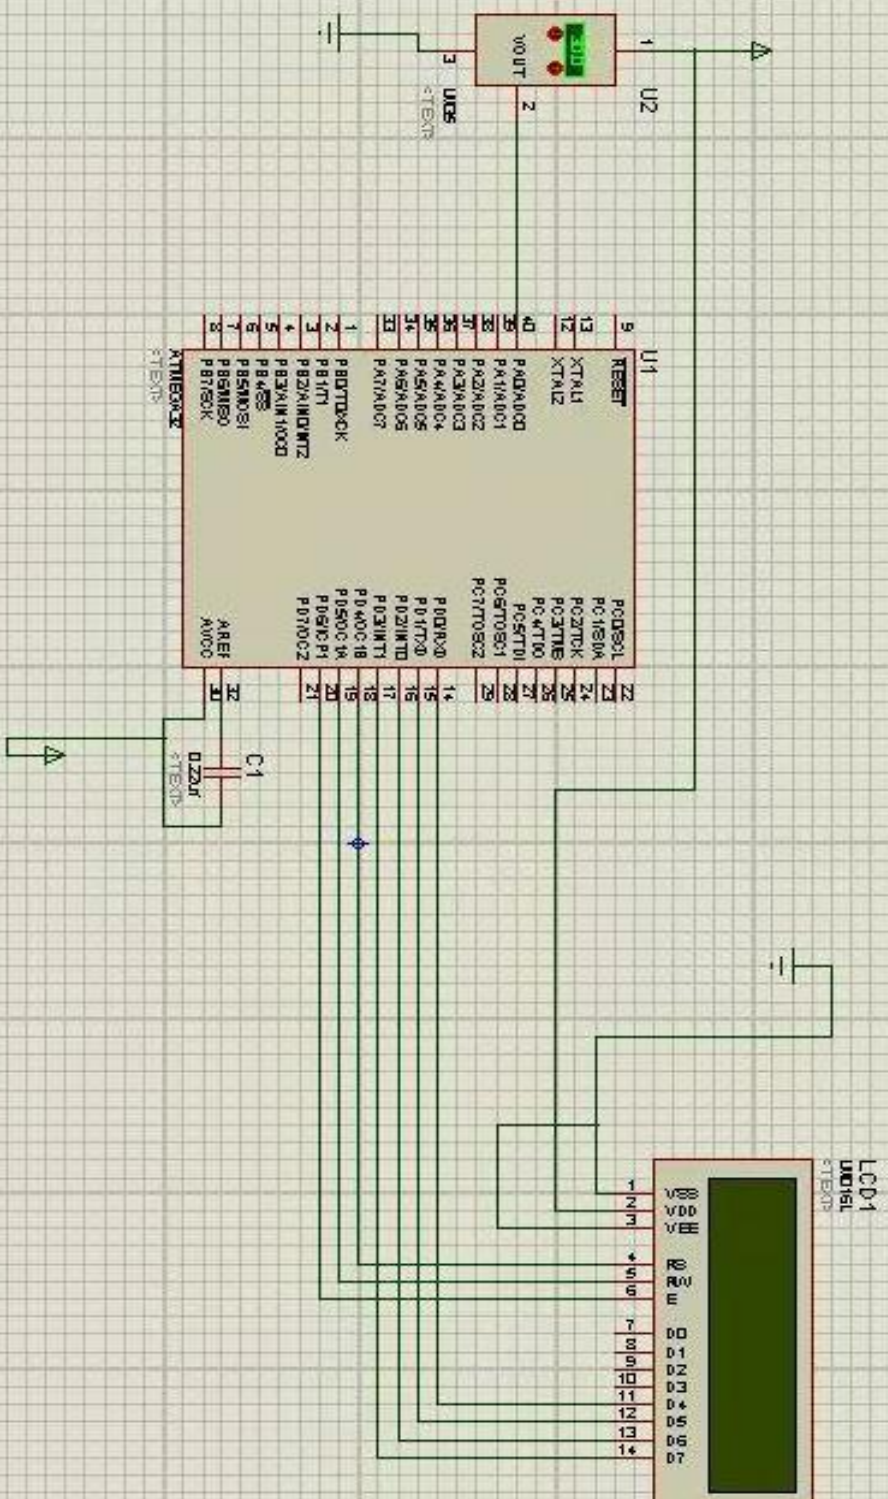 LCD1
LM016L
<TEXT>
VSS
VDD
VEE
RS
RW
E
D0
D1
D2
D3
D4
D5
D6
D7
1
2
3
4
5
6
7
8
9
10
11
12
13
14
U2
1
VOUT
2
3
LM35
<TEXT>
U1
9 RESET
13 XTAL1
12 XTAL2
40 PA0/ADC0
39 PA1/ADC1
38 PA2/ADC2
37 PA3/ADC3
36 PA4/ADC4
35 PA5/ADC5
34 PA6/ADC6
33 PA7/ADC7
1 PB0/T0/XCK
2 PB1/T1
3 PB2/AIN0/INT2
4 PB3/AIN1/OC0
5 PB4/SS
6 PB5/MOSI
7 PB6/MISO
8 PB7/SCK
PC0/SCL 22
PC1/SDA 23
PC2/TCK 24
PC3/TMS 25
PC4/TDO 26
PC5/TDI 27
PC6/TOSC1 28
PC7/TOSC2 29
PD0/RXD 14
PD1/TXD 15
PD2/INT0 16
PD3/INT1 17
PD4/OC1B 18
PD5/OC1A 19
PD6/ICP1 20
PD7/OC2 21
AREF 32
AVCC 30
ATMEGA32
<TEXT>
C1
0.22uf
<TEXT>